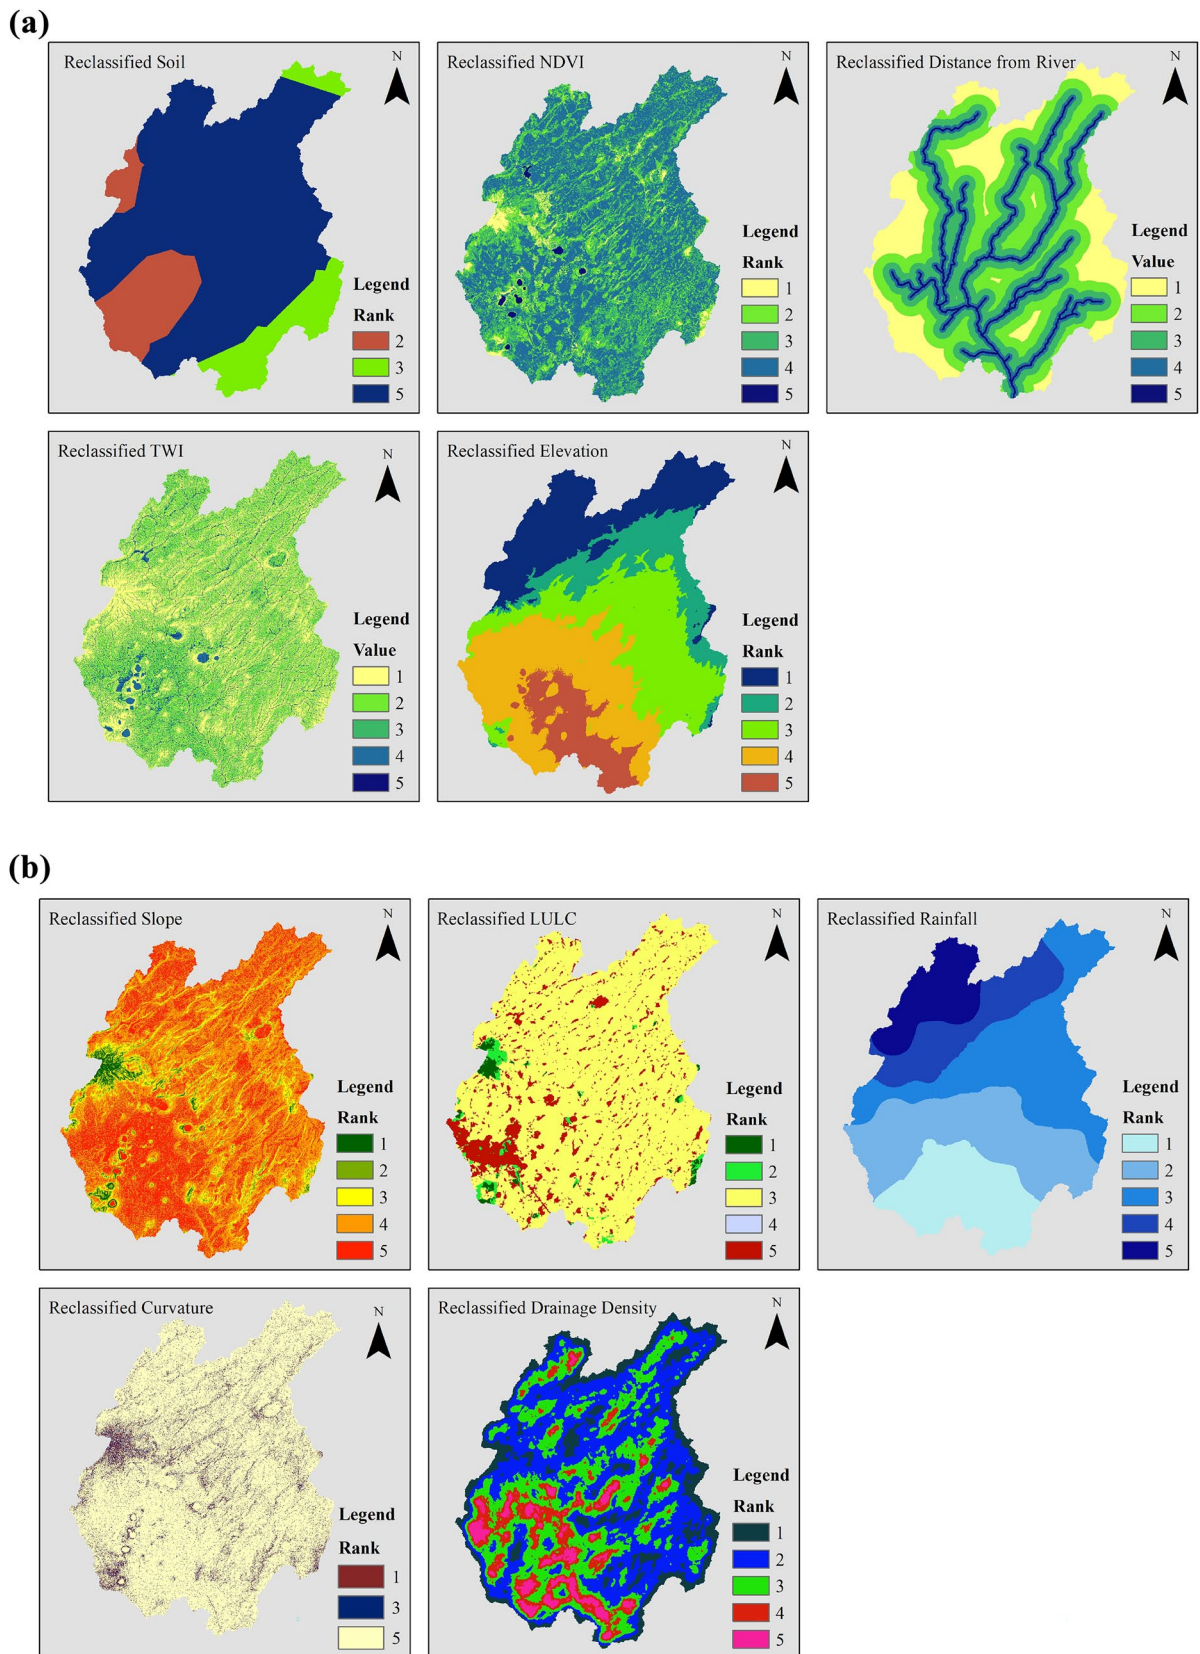 (a)
Reclassified Soil
N
Legend
Rank
2
3
5
Reclassified NDVI
N
Legend
Rank
1
2
3
4
5
Reclassified Distance from River
N
Legend
Value
1
2
3
4
5
Reclassified TWI
N
Legend
Value
1
2
3
4
5
Reclassified Elevation
N
Legend
Rank
1
2
3
4
5
(b)
Reclassified Slope
N
Legend
Rank
1
2
3
4
5
Reclassified LULC
N
Legend
Rank
1
2
3
4
5
Reclassified Rainfall
N
Legend
Rank
1
2
3
4
5
Reclassified Curvature
N
Legend
Rank
1
3
5
Reclassified Drainage Density
N
Legend
Rank
1
2
3
4
5